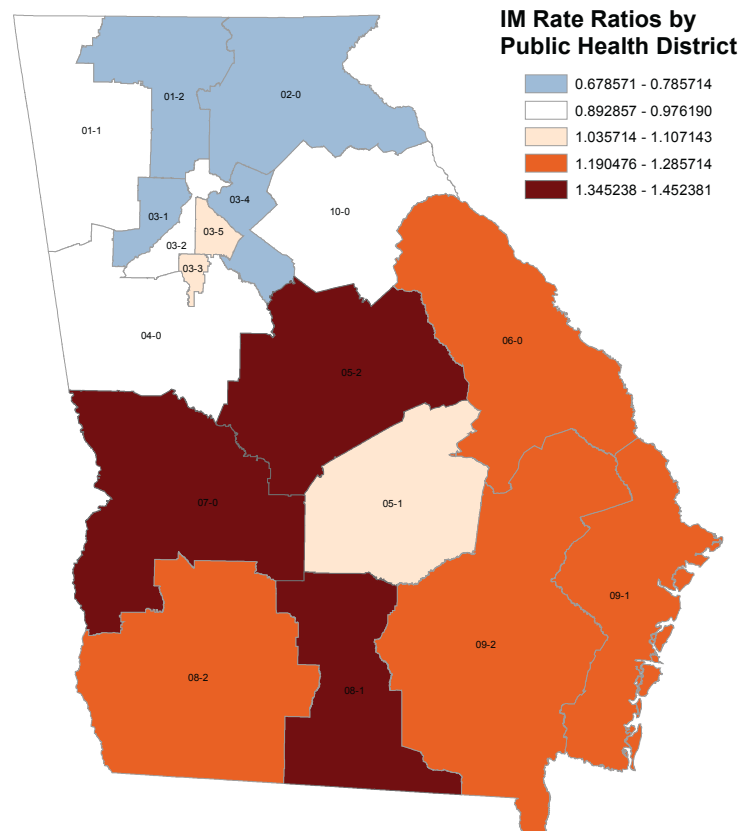 IM Rate Ratios by
Public Health District
0.678571 - 0.785714
0.892857 - 0.976190
1.035714 - 1.107143
1.190476 - 1.285714
1.345238 - 1.452381
01-2
02-0
01-1
03-4
03-1
10-0
03-5
03-2
03-3
04-0
06-0
05-2
07-0
05-1
09-1
09-2
08-2
08-1